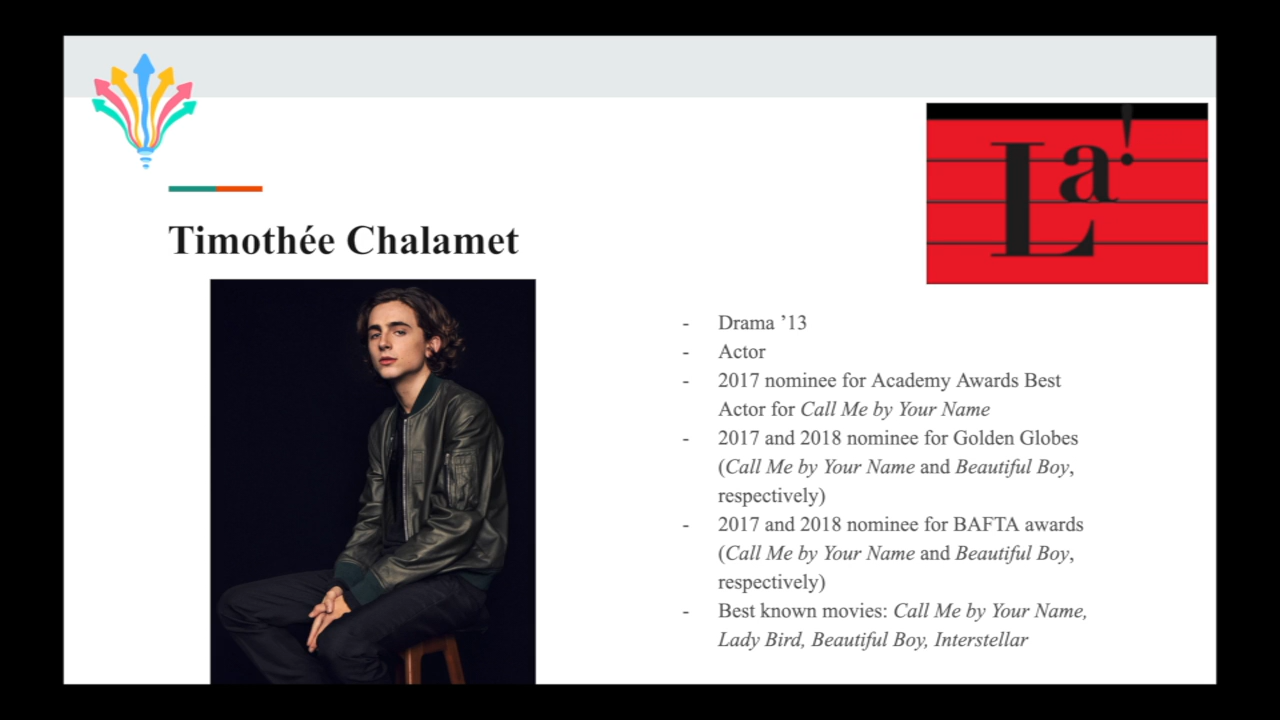 La!
Timothée Chalamet
- Drama ’13
- Actor
- 2017 nominee for Academy Awards Best
Actor for Call Me by Your Name
- 2017 and 2018 nominee for Golden Globes
(Call Me by Your Name and Beautiful Boy,
respectively)
- 2017 and 2018 nominee for BAFTA awards
(Call Me by Your Name and Beautiful Boy,
respectively)
- Best known movies: Call Me by Your Name,
Lady Bird, Beautiful Boy, Interstellar